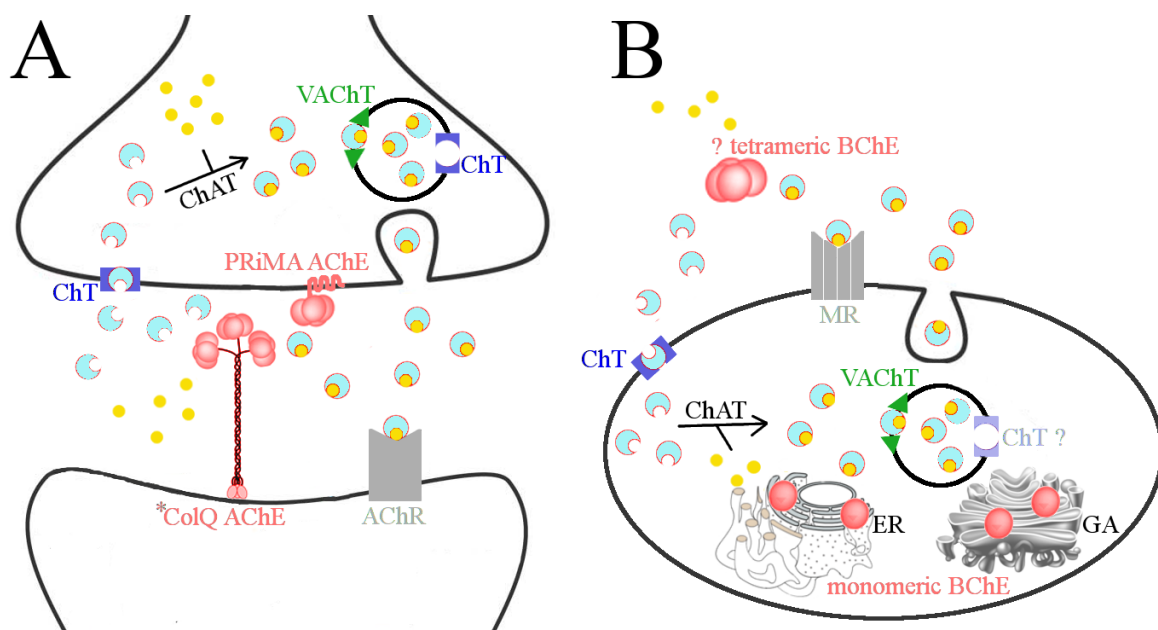 A
VAChT
ChT
ChAT
PRiMA AChE
ChT
*ColQ AChE
AChR
B
? tetrameric BChE
MR
ChT
VAChT
ChAT
ChT ?
ER
GA
monomeric BChE